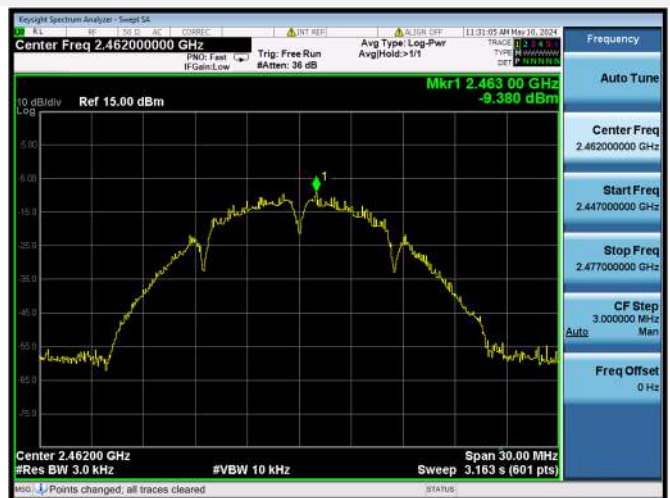 Keysight Spectrum Analyzer - Swept SA
RL RF 50 Ω AC CORREC INT REF ALIGN OFF 11:31:05 AM May 10, 2024
Center Freq 2.462000000 GHz
PNO: Fast
IFGain:Low
Trig: Free Run
#Atten: 36 dB
Avg Type: Log-Pwr
Avg|Hold:>1/1
TRACE 1 2 3 4 5 6
TYPE M WWWWW
DET P N N N N N
Mkr1 2.463 00 GHz
-9.380 dBm
10 dB/div Ref 15.00 dBm
Log
5.00
-5.00
-15.0
-25.0
-35.0
-45.0
-55.0
-65.0
-75.0
1
Center 2.46200 GHz
Span 30.00 MHz
#Res BW 3.0 kHz
#VBW 10 kHz
Sweep 3.163 s (601 pts)
MSG Points changed; all traces cleared
STATUS
Frequency
Auto Tune
Center Freq
2.462000000 GHz
Start Freq
2.447000000 GHz
Stop Freq
2.477000000 GHz
CF Step
3.000000 MHz
Auto Man
Freq Offset
0 Hz